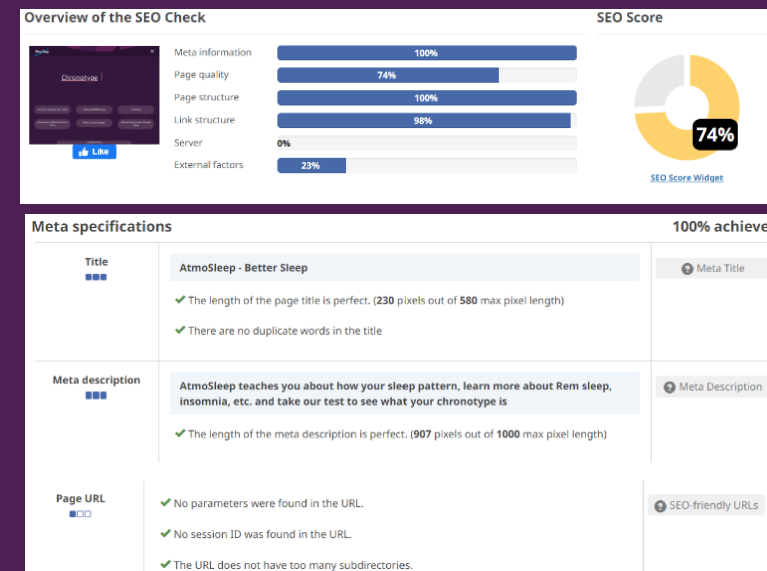 Overview of the SEO Check
SEO Score
Chronotype
Like
Meta information 100%
Page quality 74%
Page structure 100%
Link structure 98%
Server 0%
External factors 23%
74%
SEO Score Widget
Meta specifications
100% achieve
Title
AtmoSleep - Better Sleep
Meta Title
The length of the page title is perfect. (230 pixels out of 580 max pixel length)
There are no duplicate words in the title
Meta description
AtmoSleep teaches you about how your sleep pattern, learn more about Rem sleep,
insomnia, etc. and take our test to see what your chronotype is
Meta Description
The length of the meta description is perfect. (907 pixels out of 1000 max pixel length)
Page URL
No parameters were found in the URL.
SEO-friendly URLs
No session ID was found in the URL.
The URL does not have too many subdirectories.